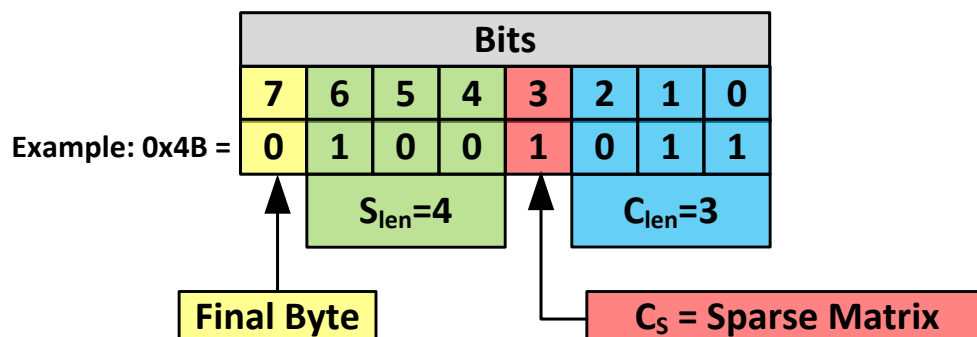 Bits
7 6 5 4 3 2 1 0
Example: 0x4B = 0 1 0 0 1 0 1 1
Slen=4 Clen=3
Final Byte CS = Sparse Matrix